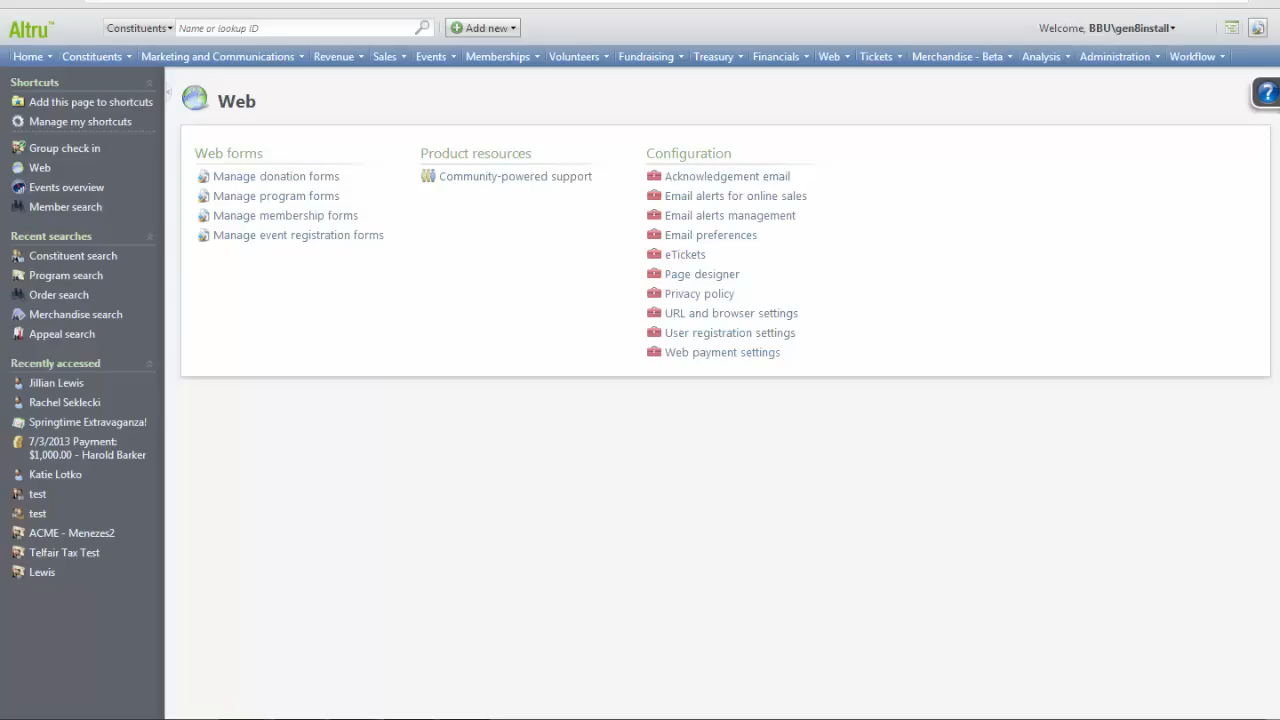 Altru™ Constituents Name or lookup ID Add new Welcome, BBU\gen8install
Home Constituents Marketing and Communications Revenue Sales Events Memberships Volunteers Fundraising Treasury Financials Web Tickets Merchandise - Beta Analysis Administration Workflow
Shortcuts
Add this page to shortcuts
Manage my shortcuts
Group check in
Web
Events overview
Member search
Recent searches
Constituent search
Program search
Order search
Merchandise search
Appeal search
Recently accessed
Jillian Lewis
Rachel Seklecki
Springtime Extravaganza!
7/3/2013 Payment:
$1,000.00 - Harold Barker
Katie Lotko
test
test
ACME - Menezes2
Telfair Tax Test
Lewis
Web
?
Web forms
Manage donation forms
Manage program forms
Manage membership forms
Manage event registration forms
Product resources
Community-powered support
Configuration
Acknowledgement email
Email alerts for online sales
Email alerts management
Email preferences
eTickets
Page designer
Privacy policy
URL and browser settings
User registration settings
Web payment settings